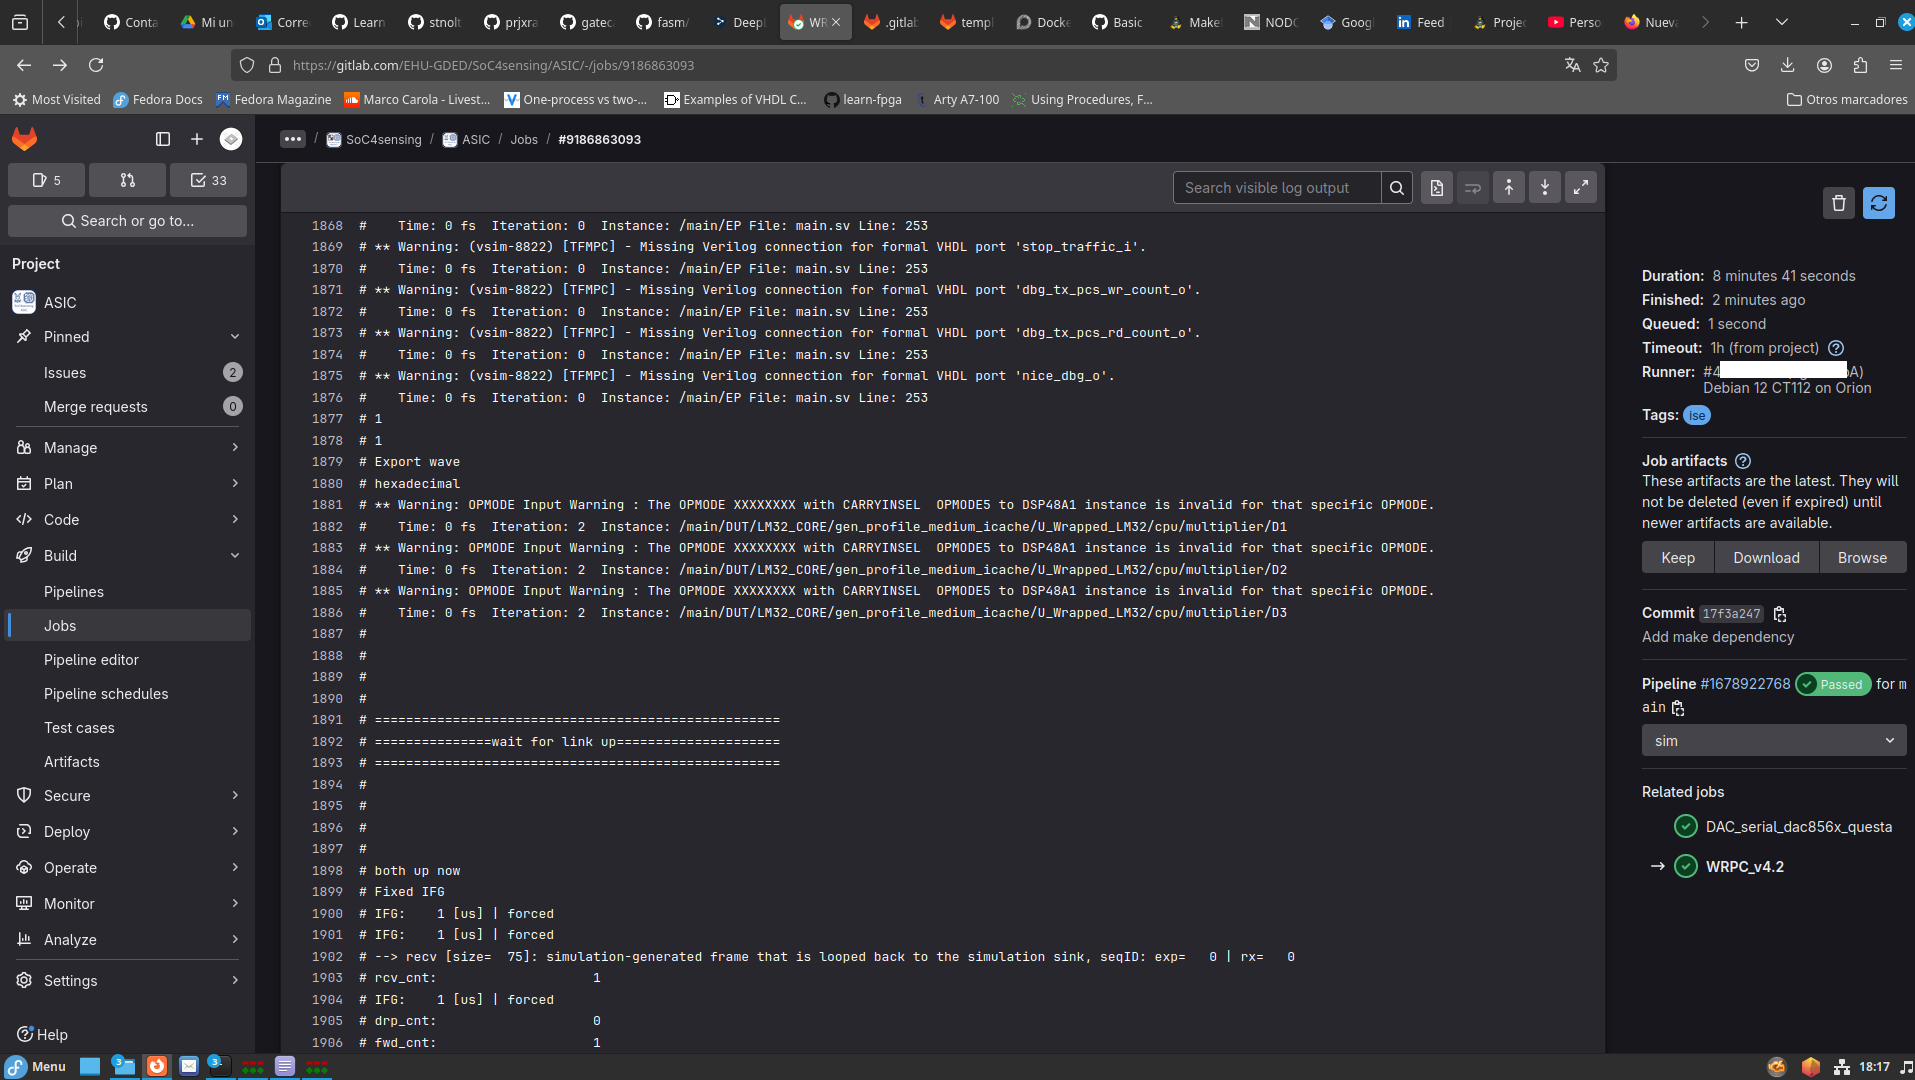 Conta
Mi un
Corre
Learn
stnolt
prjxra
gatec
fasm/
DeepL
WR
.gitlab
templ
Docke
Basic
Make
NODO
Goog
Feed
Projec
Perso
Nueva
https://gitlab.com/EHU-GDED/SoC4sensing/ASIC/-/jobs/9186863093
Most Visited
Fedora Docs
Fedora Magazine
Marco Carola - Livest...
One-process vs two-...
Examples of VHDL C...
learn-fpga
Arty A7-100
Using Procedures, F...
Otros marcadores
... / SoC4sensing / ASIC / Jobs / #9186863093
5
33
Search or go to...
Project
ASIC
Pinned
Issues 2
Merge requests 0
Manage
Plan
Code
Build
Pipelines
Jobs
Pipeline editor
Pipeline schedules
Test cases
Artifacts
Secure
Deploy
Operate
Monitor
Analyze
Settings
Help
Search visible log output
1868 #    Time: 0 fs  Iteration: 0  Instance: /main/EP File: main.sv Line: 253
1869 # ** Warning: (vsim-8822) [TFMPC] - Missing Verilog connection for formal VHDL port 'stop_traffic_i'.
1870 #    Time: 0 fs  Iteration: 0  Instance: /main/EP File: main.sv Line: 253
1871 # ** Warning: (vsim-8822) [TFMPC] - Missing Verilog connection for formal VHDL port 'dbg_tx_pcs_wr_count_o'.
1872 #    Time: 0 fs  Iteration: 0  Instance: /main/EP File: main.sv Line: 253
1873 # ** Warning: (vsim-8822) [TFMPC] - Missing Verilog connection for formal VHDL port 'dbg_tx_pcs_rd_count_o'.
1874 #    Time: 0 fs  Iteration: 0  Instance: /main/EP File: main.sv Line: 253
1875 # ** Warning: (vsim-8822) [TFMPC] - Missing Verilog connection for formal VHDL port 'nice_dbg_o'.
1876 #    Time: 0 fs  Iteration: 0  Instance: /main/EP File: main.sv Line: 253
1877 # 1
1878 # 1
1879 # Export wave
1880 # hexadecimal
1881 # ** Warning: OPMODE Input Warning : The OPMODE XXXXXXXX with CARRYINSEL  OPMODE5 to DSP48A1 instance is invalid for that specific OPMODE.
1882 #    Time: 0 fs  Iteration: 2  Instance: /main/DUT/LM32_CORE/gen_profile_medium_icache/U_Wrapped_LM32/cpu/multiplier/D1
1883 # ** Warning: OPMODE Input Warning : The OPMODE XXXXXXXX with CARRYINSEL  OPMODE5 to DSP48A1 instance is invalid for that specific OPMODE.
1884 #    Time: 0 fs  Iteration: 2  Instance: /main/DUT/LM32_CORE/gen_profile_medium_icache/U_Wrapped_LM32/cpu/multiplier/D2
1885 # ** Warning: OPMODE Input Warning : The OPMODE XXXXXXXX with CARRYINSEL  OPMODE5 to DSP48A1 instance is invalid for that specific OPMODE.
1886 #    Time: 0 fs  Iteration: 2  Instance: /main/DUT/LM32_CORE/gen_profile_medium_icache/U_Wrapped_LM32/cpu/multiplier/D3
1887 #
1888 #
1889 #
1890 #
1891 # ====================================================
1892 # ===============wait for link up=====================
1893 # ====================================================
1894 #
1895 #
1896 #
1897 #
1898 # both up now
1899 # Fixed IFG
1900 # IFG:    1 [us] | forced
1901 # IFG:    1 [us] | forced
1902 # --> recv [size=  75]: simulation-generated frame that is looped back to the simulation sink, seqID: exp=   0 | rx=   0
1903 # rcv_cnt:                    1
1904 # IFG:    1 [us] | forced
1905 # drp_cnt:                    0
1906 # fwd_cnt:                    1
Duration: 8 minutes 41 seconds
Finished: 2 minutes ago
Queued: 1 second
Timeout: 1h (from project)
Runner: #4 A)
Debian 12 CT112 on Orion
Tags: ise
Job artifacts
These artifacts are the latest. They will
not be deleted (even if expired) until
newer artifacts are available.
Keep
Download
Browse
Commit 17f3a247
Add make dependency
Pipeline #1678922768 Passed for m
ain
sim
Related jobs
DAC_serial_dac856x_questa
→ WRPC_v4.2
Menu
3
3
18:17